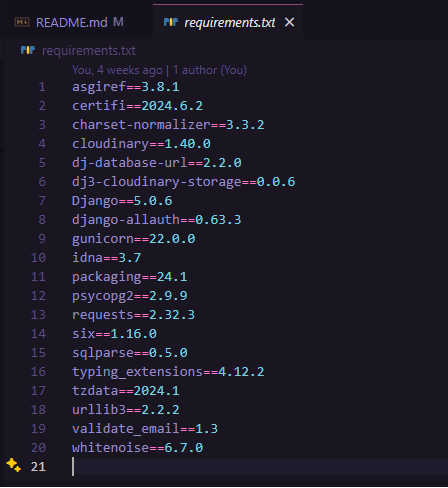 README.md M
requirements.txt
requirements.txt
You, 4 weeks ago | 1 author (You)
1 asgiref==3.8.1
2 certifi==2024.6.2
3 charset-normalizer==3.3.2
4 cloudinary==1.40.0
5 dj-database-url==2.2.0
6 dj3-cloudinary-storage==0.0.6
7 Django==5.0.6
8 django-allauth==0.63.3
9 gunicorn==22.0.0
10 idna==3.7
11 packaging==24.1
12 psycopg2==2.9.9
13 requests==2.32.3
14 six==1.16.0
15 sqlparse==0.5.0
16 typing_extensions==4.12.2
17 tzdata==2024.1
18 urllib3==2.2.2
19 validate_email==1.3
20 whitenoise==6.7.0
21